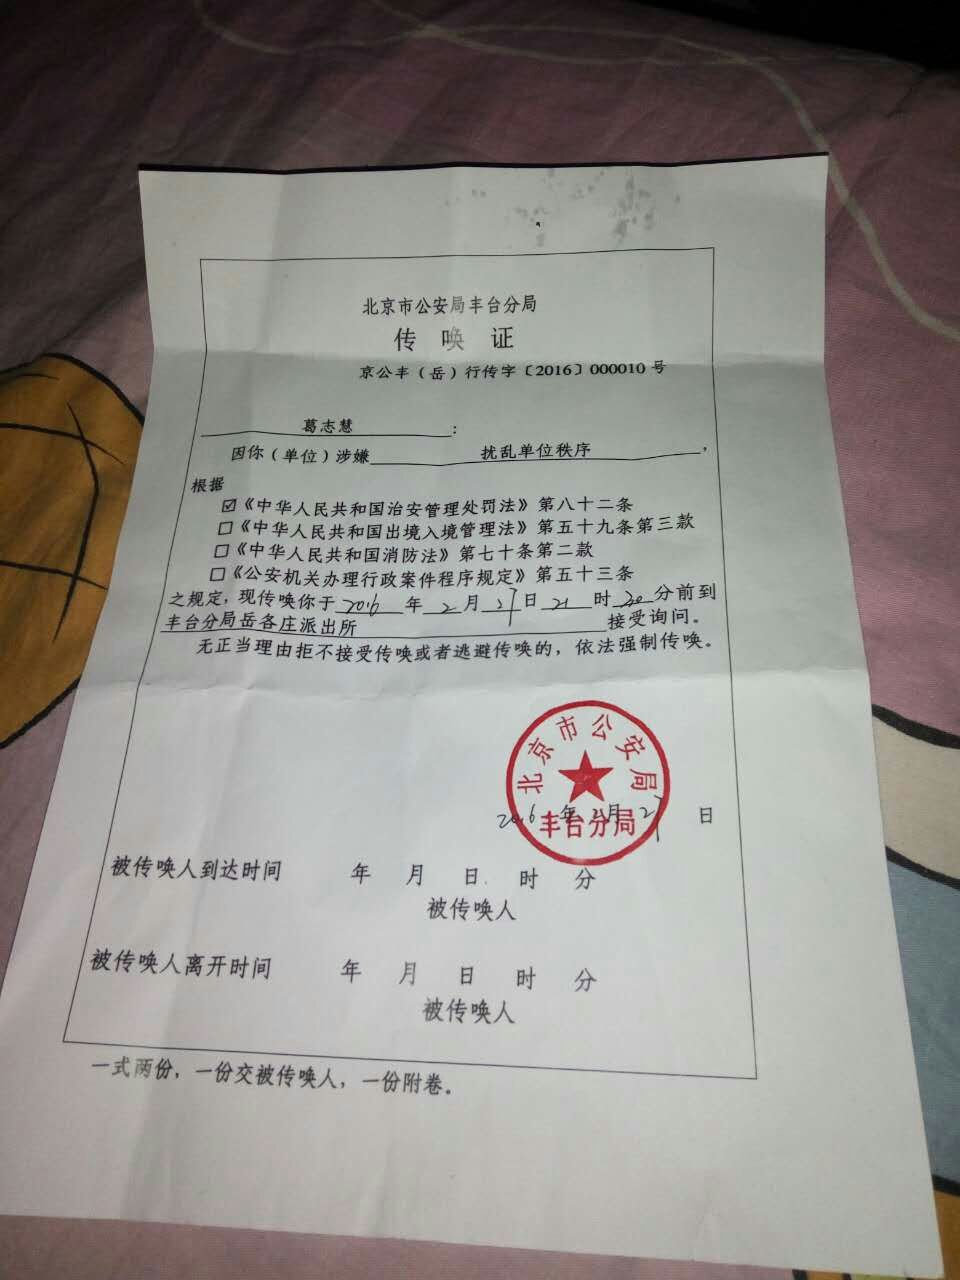 北京市公安局丰台分局
传唤证
京公丰（岳）行传字〔2016〕000010号
葛志慧：
因你（单位）涉嫌 扰乱单位秩序，
根据
☑《中华人民共和国治安管理处罚法》第八十二条
□《中华人民共和国出境入境管理法》第五十九条第三款
□《中华人民共和国消防法》第七十条第二款
□《公安机关办理行政案件程序规定》第五十三条
之规定，现传唤你于2016年2月27日21时30分前到
丰台分局岳各庄派出所接受询问。
无正当理由拒不接受传唤或者逃避传唤的，依法强制传唤。
北京市公安局
丰台分局
2016年2月27日
被传唤人到达时间 年 月 日 时 分
被传唤人
被传唤人离开时间 年 月 日 时 分
被传唤人
一式两份，一份交被传唤人，一份附卷。